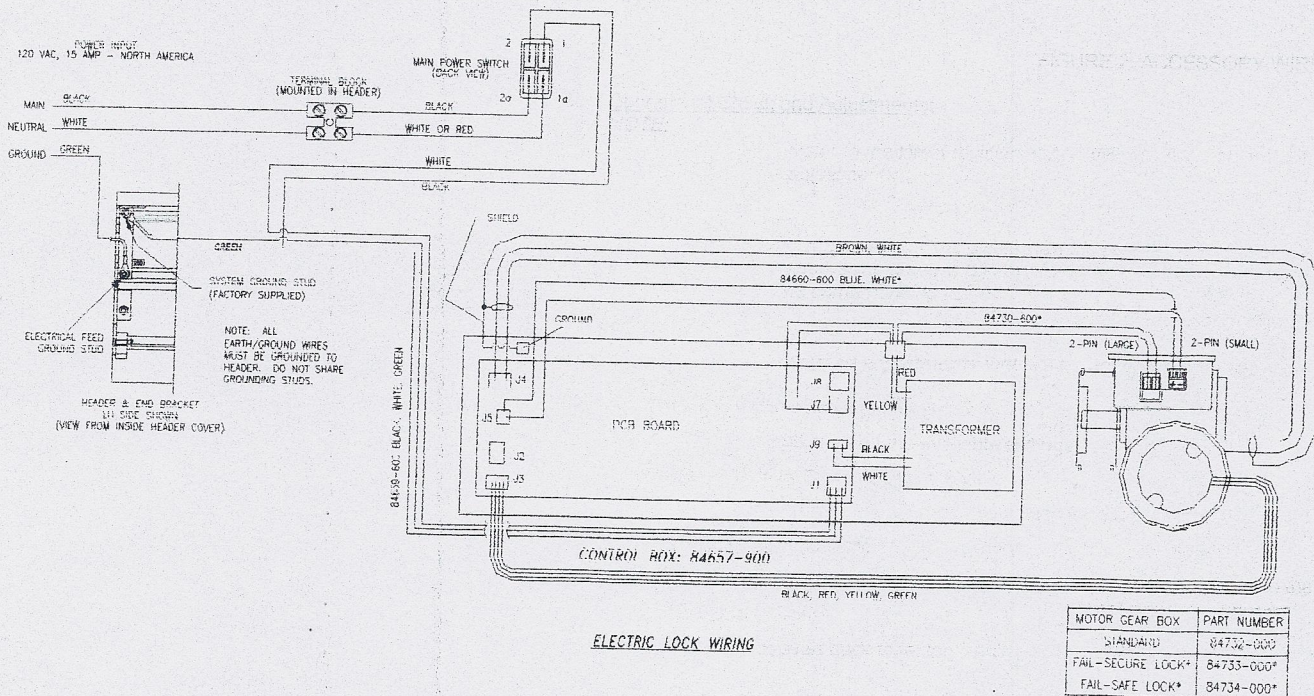 POWER INPUT
120 VAC, 15 AMP - NORTH AMERICA
MAIN
BLACK
NEUTRAL
WHITE
GROUND
GREEN
TERMINAL BLOCK
(MOUNTED IN HEADER)
BLACK
WHITE OR RED
MAIN POWER SWITCH
(BACK VIEW)
2
1
2a
1a
WHITE
BLACK
GREEN
SYSTEM GROUND STUD
(FACTORY SUPPLIED)
ELECTRICAL FEED
GROUND STUD
NOTE: ALL
EARTH/GROUND WIRES
MUST BE GROUNDED TO
HEADER. DO NOT SHARE
GROUNDING STUDS.
HEADER & END BRACKET
LH SIDE SHOWN
(VIEW FROM INSIDE HEADER COVER)
SHIELD
BROWN, WHITE
84660-600 BLUE, WHITE*
84730-600*
GROUND
2-PIN (LARGE)
2-PIN (SMALL)
RED
YELLOW
J4
J5
J2
J3
J8
J7
J9
J1
PCB BOARD
TRANSFORMER
BLACK
WHITE
BLACK, WHITE, GREEN
CONTROL BOX: 84657-900
BLACK, RED, YELLOW, GREEN
ELECTRIC LOCK WIRING
MOTOR GEAR BOX PART NUMBER
STANDARD 84732-000
FAIL-SECURE LOCK* 84733-000*
FAIL-SAFE LOCK* 84734-000*